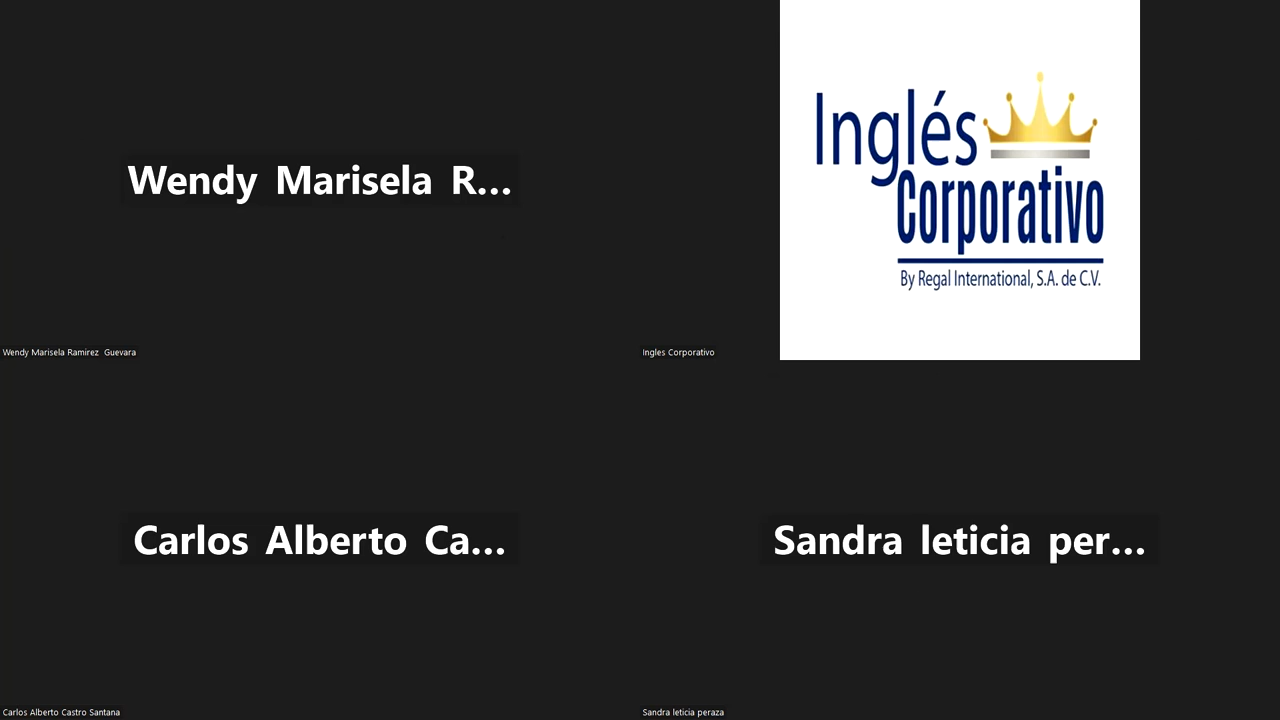 Wendy Marisela R...
Wendy Marisela Ramirez Guevara
Inglés
Corporativo
By Regal International, S.A. de C.V.
Ingles Corporativo
Carlos Alberto Ca...
Carlos Alberto Castro Santana
Sandra leticia per...
Sandra leticia peraza